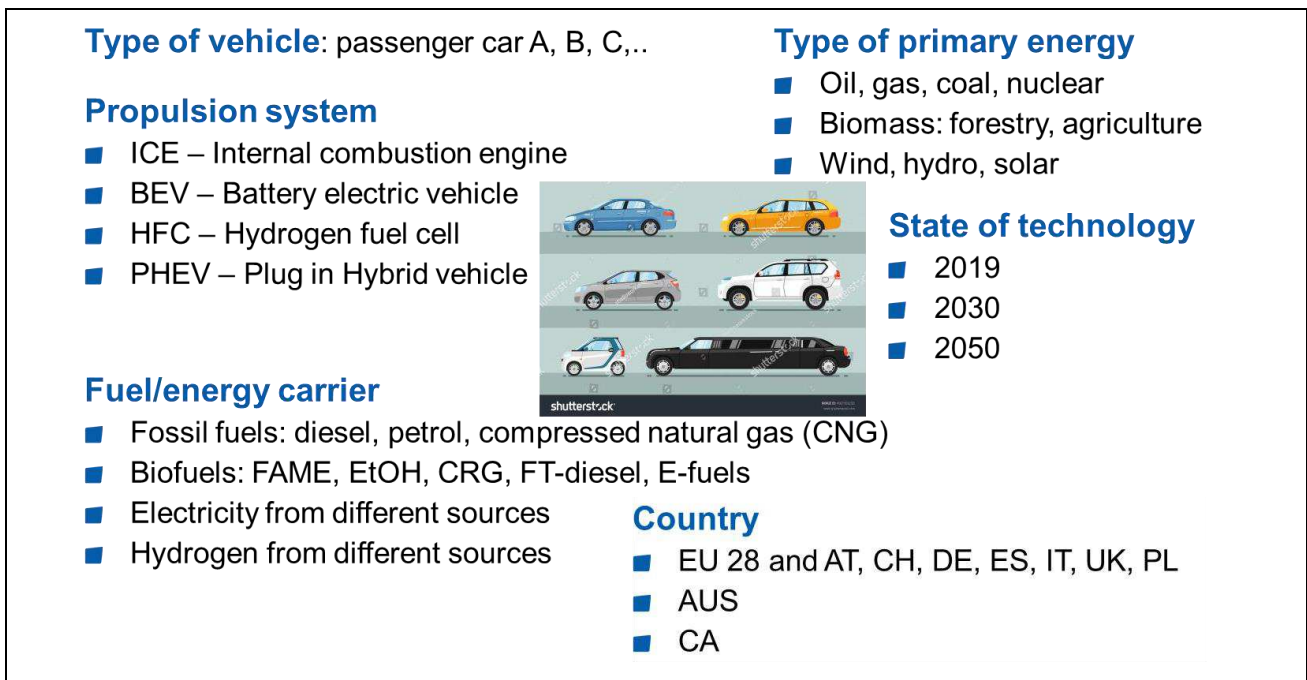 Type of vehicle: passenger car A, B, C,..
Propulsion system
ICE – Internal combustion engine
BEV – Battery electric vehicle
HFC – Hydrogen fuel cell
PHEV – Plug in Hybrid vehicle
Fuel/energy carrier
Fossil fuels: diesel, petrol, compressed natural gas (CNG)
Biofuels: FAME, EtOH, CRG, FT-diesel, E-fuels
Electricity from different sources
Hydrogen from different sources
Type of primary energy
Oil, gas, coal, nuclear
Biomass: forestry, agriculture
Wind, hydro, solar
State of technology
2019
2030
2050
Country
EU 28 and AT, CH, DE, ES, IT, UK, PL
AUS
CA
shutterstock
shutterstock
shutterstock
shutterstock
shutterstock